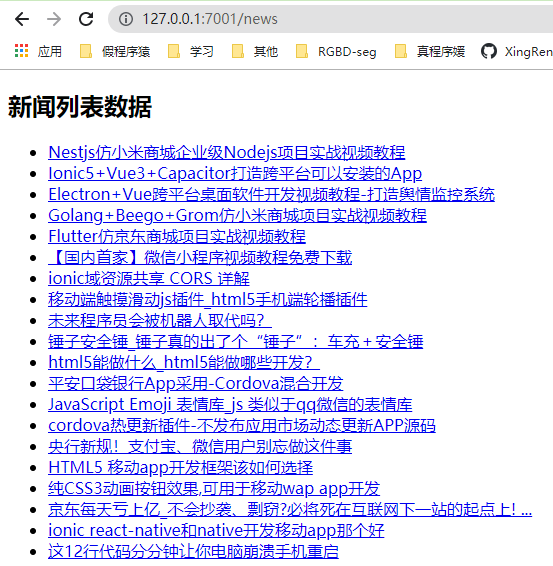 127.0.0.1:7001/news
应用 假程序猿 学习 其他 RGBD-seg 真程序媛 XingRen
新闻列表数据
Nestjs仿小米商城企业级Nodejs项目实战视频教程
Ionic5+Vue3+Capacitor打造跨平台可以安装的App
Electron+Vue跨平台桌面软件开发视频教程-打造舆情监控系统
Golang+Beego+Grom仿小米商城项目实战视频教程
Flutter仿京东商城项目实战视频教程
【国内首家】微信小程序视频教程免费下载
ionic域资源共享 CORS 详解
移动端触摸滑动js插件_html5手机端轮播插件
未来程序员会被机器人取代吗？
锤子安全锤_锤子真的出了个“锤子”：车充＋安全锤
html5能做什么_html5能做哪些开发？
平安口袋银行App采用-Cordova混合开发
JavaScript Emoji 表情库_js 类似于qq微信的表情库
cordova热更新插件-不发布应用市场动态更新APP源码
央行新规！支付宝、微信用户别忘做这件事
HTML5 移动app开发框架该如何选择
纯CSS3动画按钮效果,可用于移动wap app开发
京东每天亏上亿_不会抄袭、剽窃?必将死在互联网下一站的起点上! ...
ionic react-native和native开发移动app那个好
这12行代码分分钟让你电脑崩溃手机重启